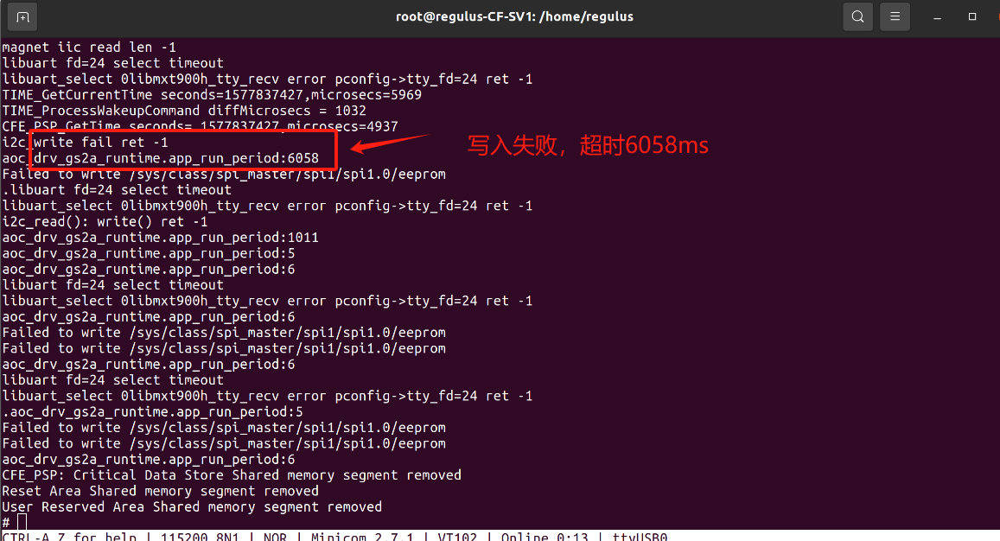 root@regulus-CF-SV1: /home/regulus
magnet iic read len -1
libuart fd=24 select timeout
libuart_select 0libmxt900h_tty_recv error pconfig->tty_fd=24 ret -1
TIME_GetCurrentTime seconds=1577837427,microsecs=5969
TIME_ProcessWakeupCommand diffMicrosecs = 1032
CFE_PSP_GetTime seconds= 1577837427,microsecs=4937
i2c write fail ret -1
写入失败，超时6058ms
aoc_drv_gs2a_runtime.app_run_period:6058
Failed to write /sys/class/spi_master/spi1/spi1.0/eeprom
.libuart fd=24 select timeout
libuart_select 0libmxt900h_tty_recv error pconfig->tty_fd=24 ret -1
i2c_read(): write() ret -1
aoc_drv_gs2a_runtime.app_run_period:1011
aoc_drv_gs2a_runtime.app_run_period:5
aoc_drv_gs2a_runtime.app_run_period:6
libuart fd=24 select timeout
libuart_select 0libmxt900h_tty_recv error pconfig->tty_fd=24 ret -1
aoc_drv_gs2a_runtime.app_run_period:6
Failed to write /sys/class/spi_master/spi1/spi1.0/eeprom
Failed to write /sys/class/spi_master/spi1/spi1.0/eeprom
aoc_drv_gs2a_runtime.app_run_period:6
libuart fd=24 select timeout
libuart_select 0libmxt900h_tty_recv error pconfig->tty_fd=24 ret -1
.aoc_drv_gs2a_runtime.app_run_period:5
Failed to write /sys/class/spi_master/spi1/spi1.0/eeprom
Failed to write /sys/class/spi_master/spi1/spi1.0/eeprom
aoc_drv_gs2a_runtime.app_run_period:6
CFE_PSP: Critical Data Store Shared memory segment removed
Reset Area Shared memory segment removed
User Reserved Area Shared memory segment removed
#
CTRL-A Z for help | 115200 8N1 | NOR | Minicom 2.7.1 | VT102 | Online 0:13 | ttyUSB0